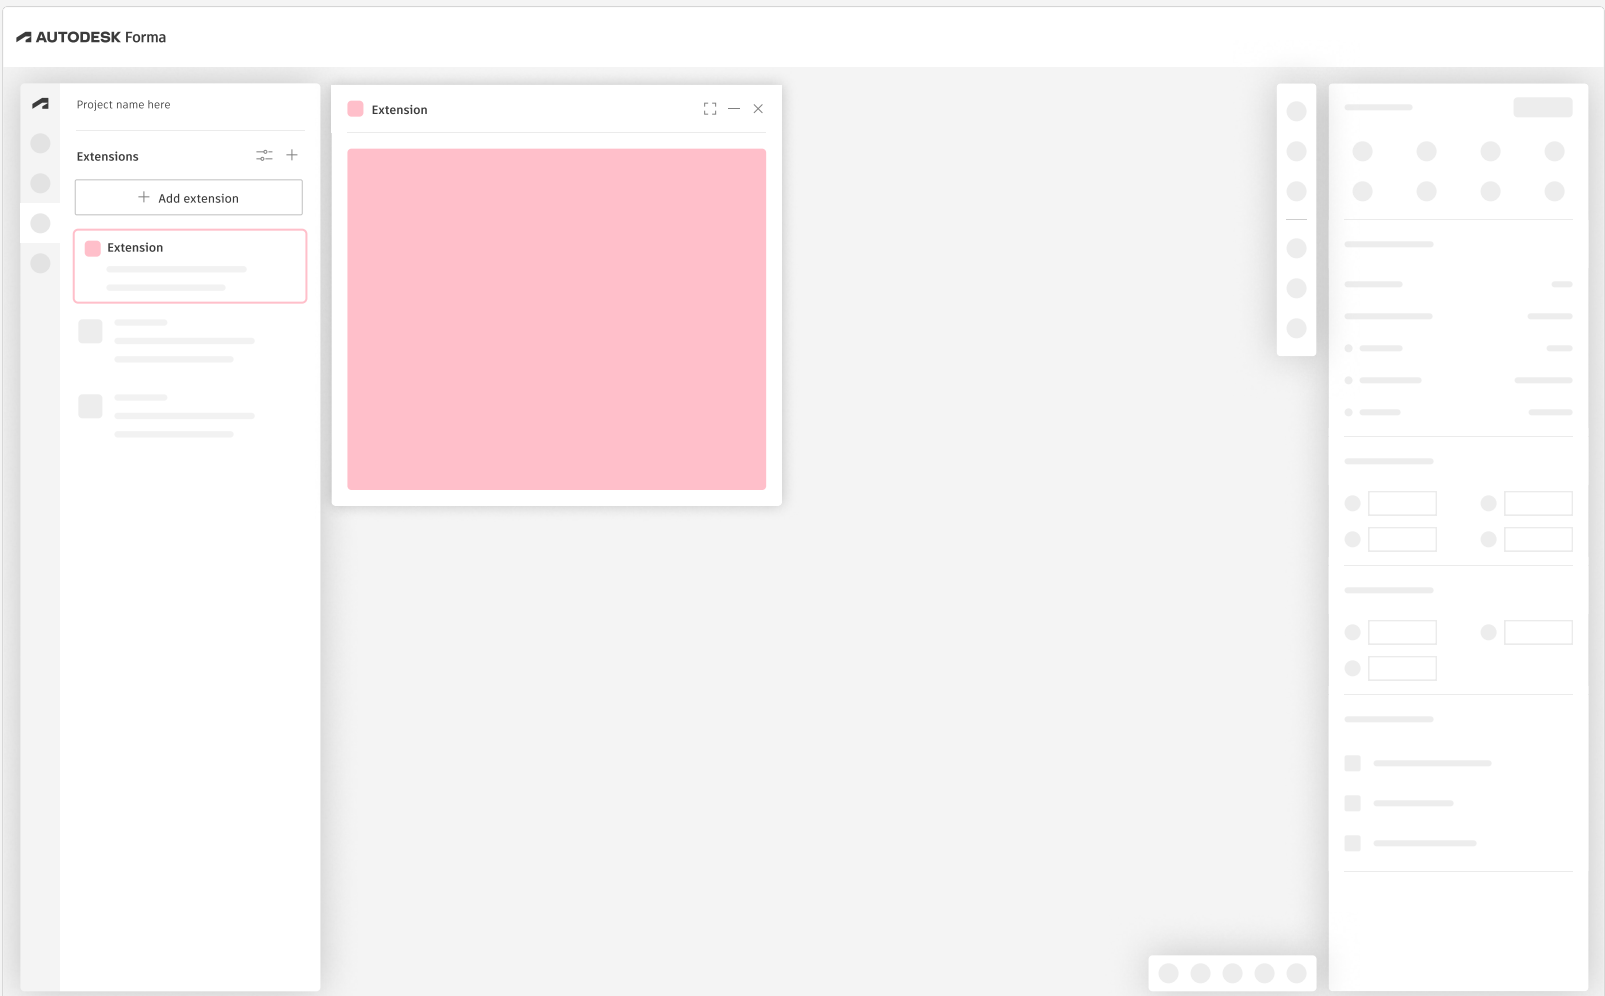 AUTODESK Forma
Project name here
Extensions
Add extension
Extension
Extension